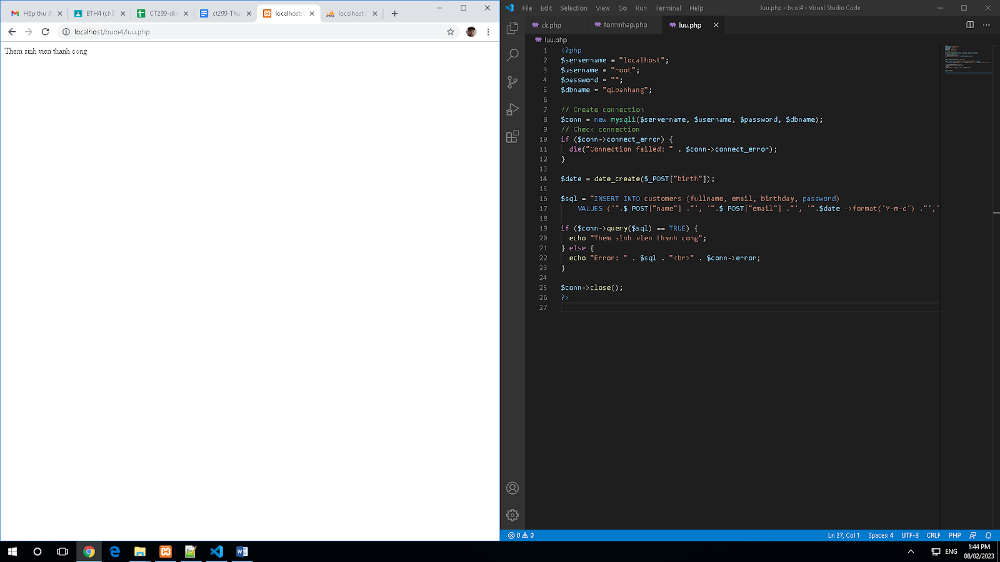 Hộp thư đ
BTH4 (chỗ
CT299-dkn
ct299-Thu
localhost/b
localhost /
localhost/buoi4/luu.php
Them sinh vien thanh cong
File Edit Selection View Go Run Terminal Help
luu.php - buoi4 - Visual Studio Code
ck.php
formnhap.php
luu.php
luu.php
1 <?php
2 $servername = "localhost";
3 $username = "root";
4 $password = "";
5 $dbname = "qlbanhang";
6
7 // Create connection
8 $conn = new mysqli($servername, $username, $password, $dbname);
9 // Check connection
10 if ($conn->connect_error) {
11 die("Connection failed: " . $conn->connect_error);
12 }
13
14 $date = date_create($_POST["birth"]);
15
16 $sql = "INSERT INTO customers (fullname, email, birthday, password)
17 VALUES ('".$_POST["name"] ."', '".$_POST["email"] ."', '".$date ->format('Y-m-d') ."','
18
19 if ($conn->query($sql) == TRUE) {
20 echo "Them sinh vien thanh cong";
21 } else {
22 echo "Error: " . $sql . "<br>" . $conn->error;
23 }
24
25 $conn->close();
26 ?>
27
0 0
Ln 27, Col 1 Spaces: 4 UTF-8 CRLF PHP
ENG
1:44 PM
08/02/2023